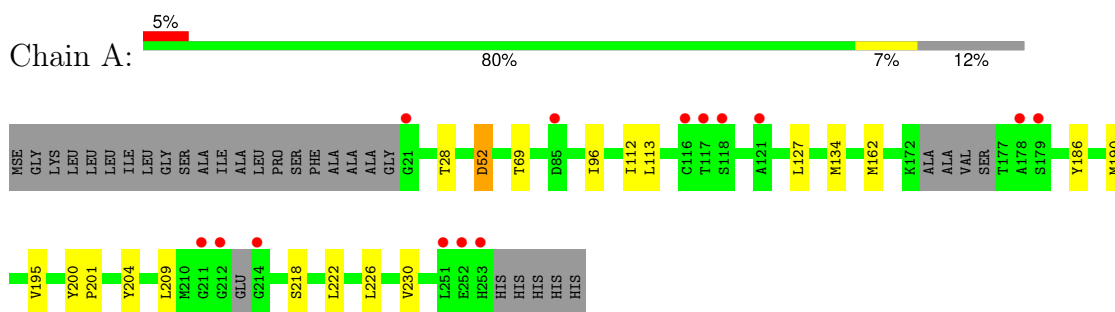 5%
Chain A:
80% 7% 12%
MSE GLY LYS LEU LEU LEU ILE LEU GLY SER ALA ILE ALA LEU PRO SER PHE ALA ALA ALA GLY G21 T28 D52 T69 D85 I96 I112 L113 C116 T117 S118 A121 L127 M134 M162 K172 ALA ALA VAL SER T177 A178 S179 Y186
V195 Y200 P201 Y204 L209 M210 G211 G212 GLU G214 S218 L222 L226 V230 L251 E252 H253 HIS HIS HIS HIS HIS